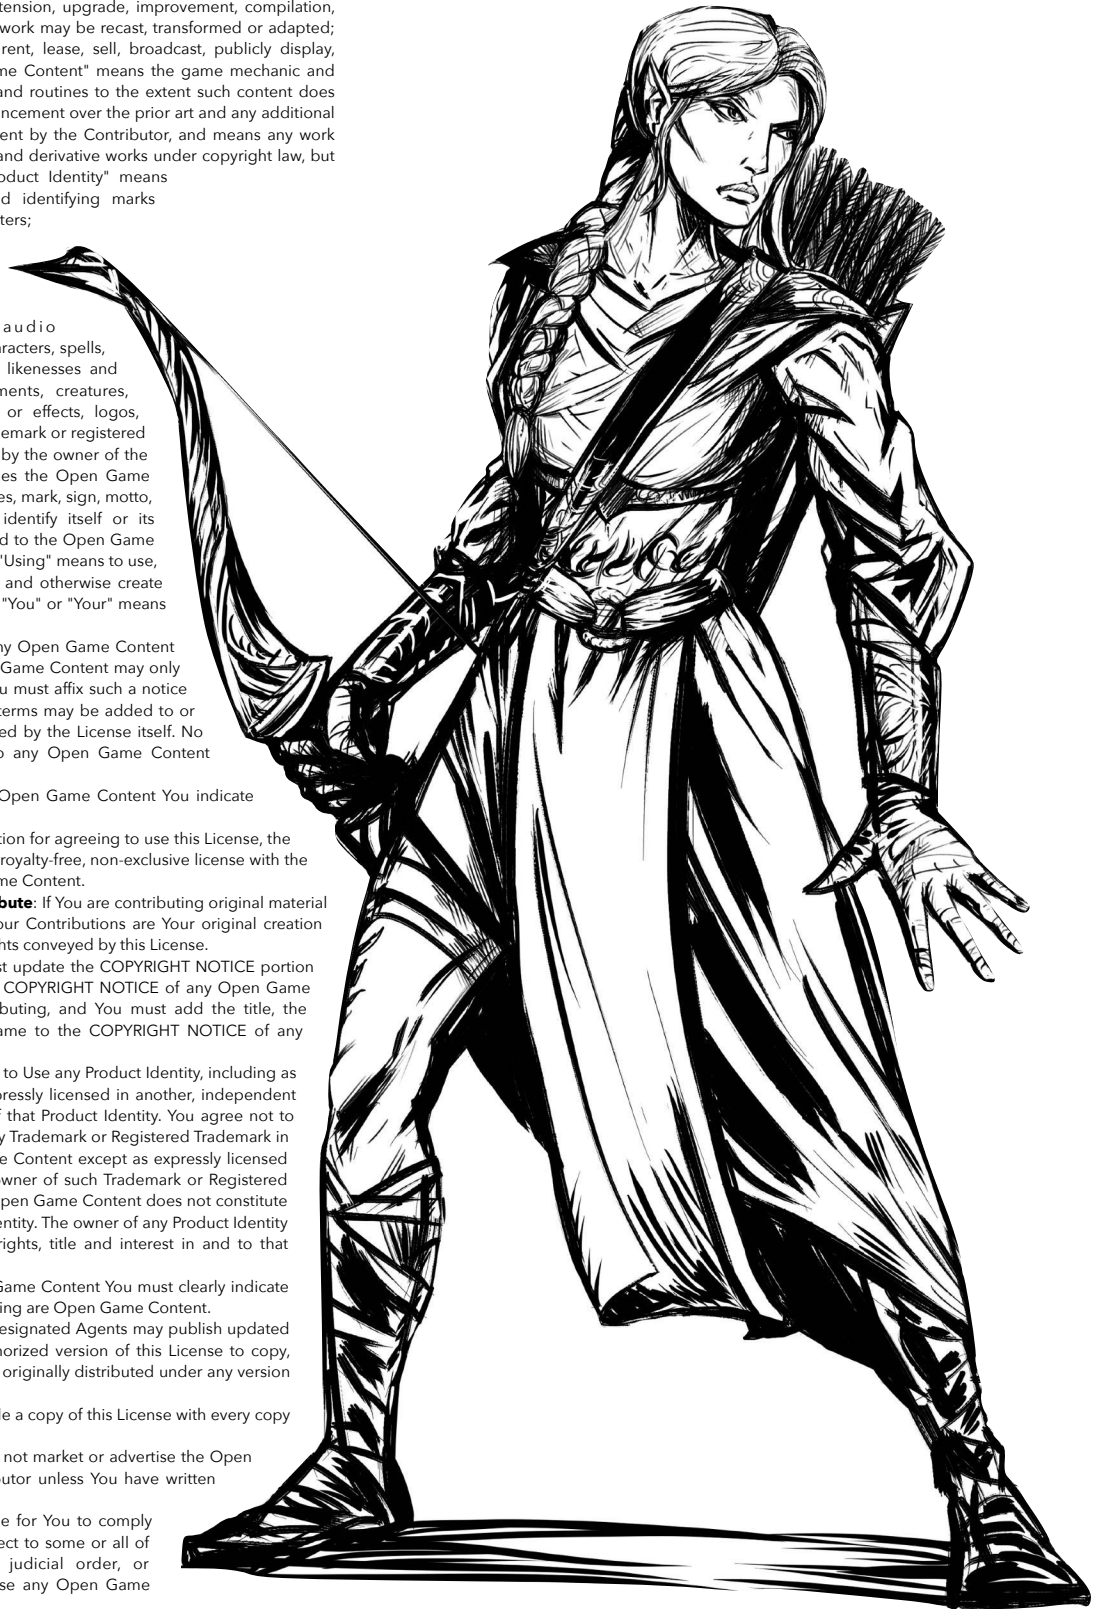 tension, upgrade, improvement, compilation,
work may be recast, transformed or adapted;
rent, lease, sell, broadcast, publicly display,
me Content" means the game mechanic and
and routines to the extent such content does
ncement over the prior art and any additional
ent by the Contributor, and means any work
and derivative works under copyright law, but
oduct Identity" means
d identifying marks
ters;
audio
aracters, spells,
likenesses and
ments, creatures,
or effects, logos,
emark or registered
by the owner of the
es the Open Game
es, mark, sign, motto,
identify itself or its
d to the Open Game
"Using" means to use,
and otherwise create
"You" or "Your" means
ny Open Game Content
Game Content may only
u must affix such a notice
terms may be added to or
ed by the License itself. No
o any Open Game Content
Open Game Content You indicate
tion for agreeing to use this License, the
royalty-free, non-exclusive license with the
me Content.
bute: If You are contributing original material
our Contributions are Your original creation
hts conveyed by this License.
st update the COPYRIGHT NOTICE portion
COPYRIGHT NOTICE of any Open Game
buting, and You must add the title, the
ame to the COPYRIGHT NOTICE of any
to Use any Product Identity, including as
pressly licensed in another, independent
f that Product Identity. You agree not to
y Trademark or Registered Trademark in
e Content except as expressly licensed
owner of such Trademark or Registered
pen Game Content does not constitute
entity. The owner of any Product Identity
rights, title and interest in and to that
Game Content You must clearly indicate
ing are Open Game Content.
esignated Agents may publish updated
horized version of this License to copy,
originally distributed under any version
le a copy of this License with every copy
not market or advertise the Open
butor unless You have written
e for You to comply
ect to some or all of
judicial order, or
se any Open Game